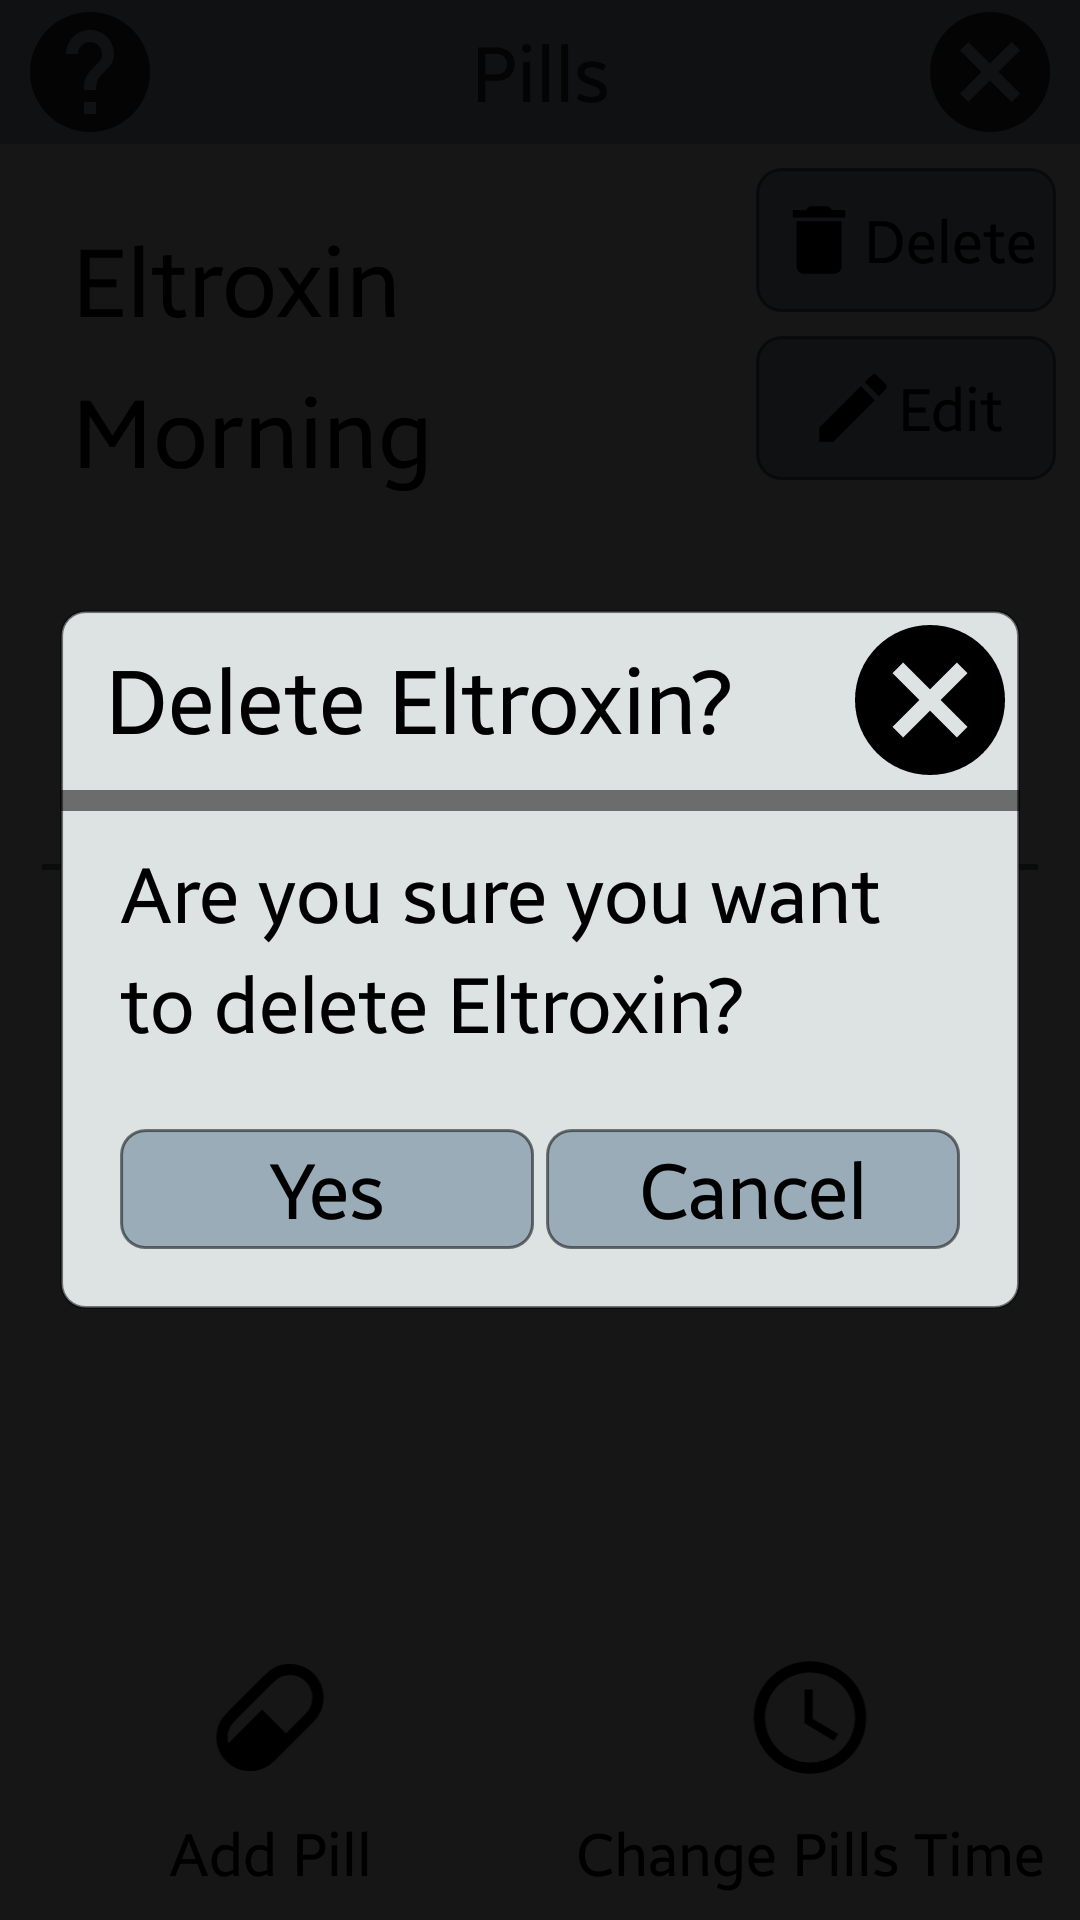 Pills
Delete
Eltroxin
Edit
Morning
Delete Eltroxin?
Are you sure you want
to delete Eltroxin?
Yes Cancel
Add Pill Change Pills Time